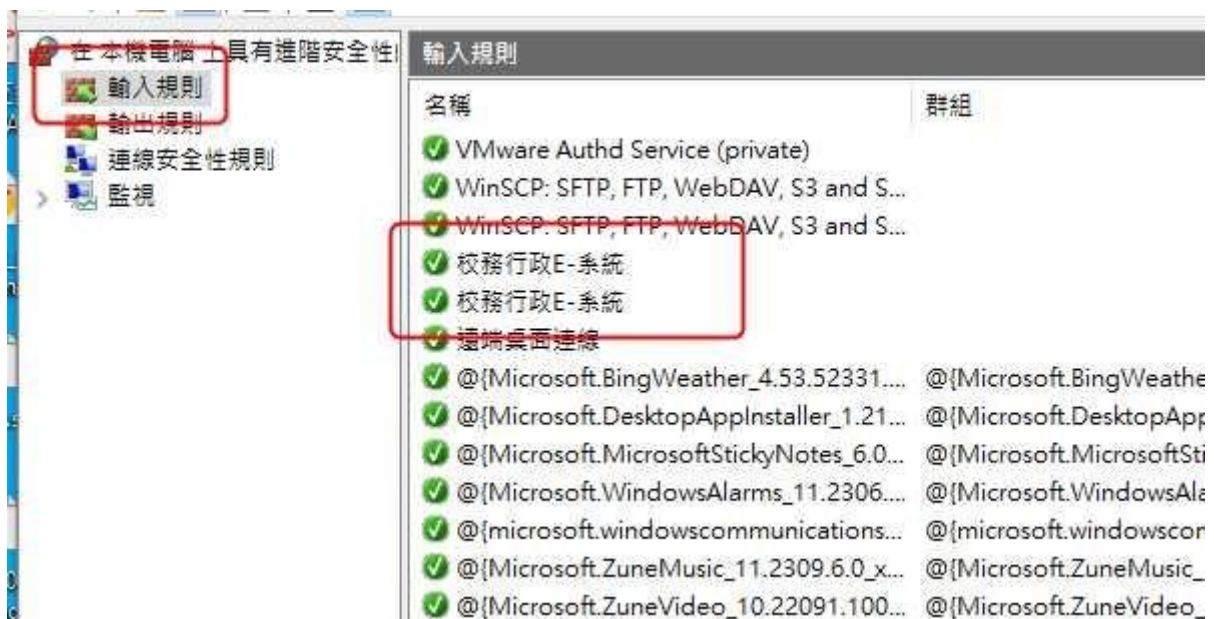 在 本機電腦 上具有進階安全性
輸入規則
輸出規則
連線安全性規則
監視
輸入規則
名稱 群組
VMware Authd Service (private)
WinSCP: SFTP, FTP, WebDAV, S3 and S...
WinSCP: SFTP, FTP, WebDAV, S3 and S...
校務行政E-系統
校務行政E-系統
遠端桌面連線
@{Microsoft.BingWeather_4.53.52331.... @{Microsoft.BingWeathe
@{Microsoft.DesktopAppInstaller_1.21... @{Microsoft.DesktopApp
@{Microsoft.MicrosoftStickyNotes_6.0... @{Microsoft.MicrosoftSti
@{Microsoft.WindowsAlarms_11.2306.... @{Microsoft.WindowsAla
@{microsoft.windowscommunications... @{microsoft.windowscom
@{Microsoft.ZuneMusic_11.2309.6.0_x... @{Microsoft.ZuneMusic_
@{Microsoft.ZuneVideo_10.22091.100... @{Microsoft.ZuneVideo_